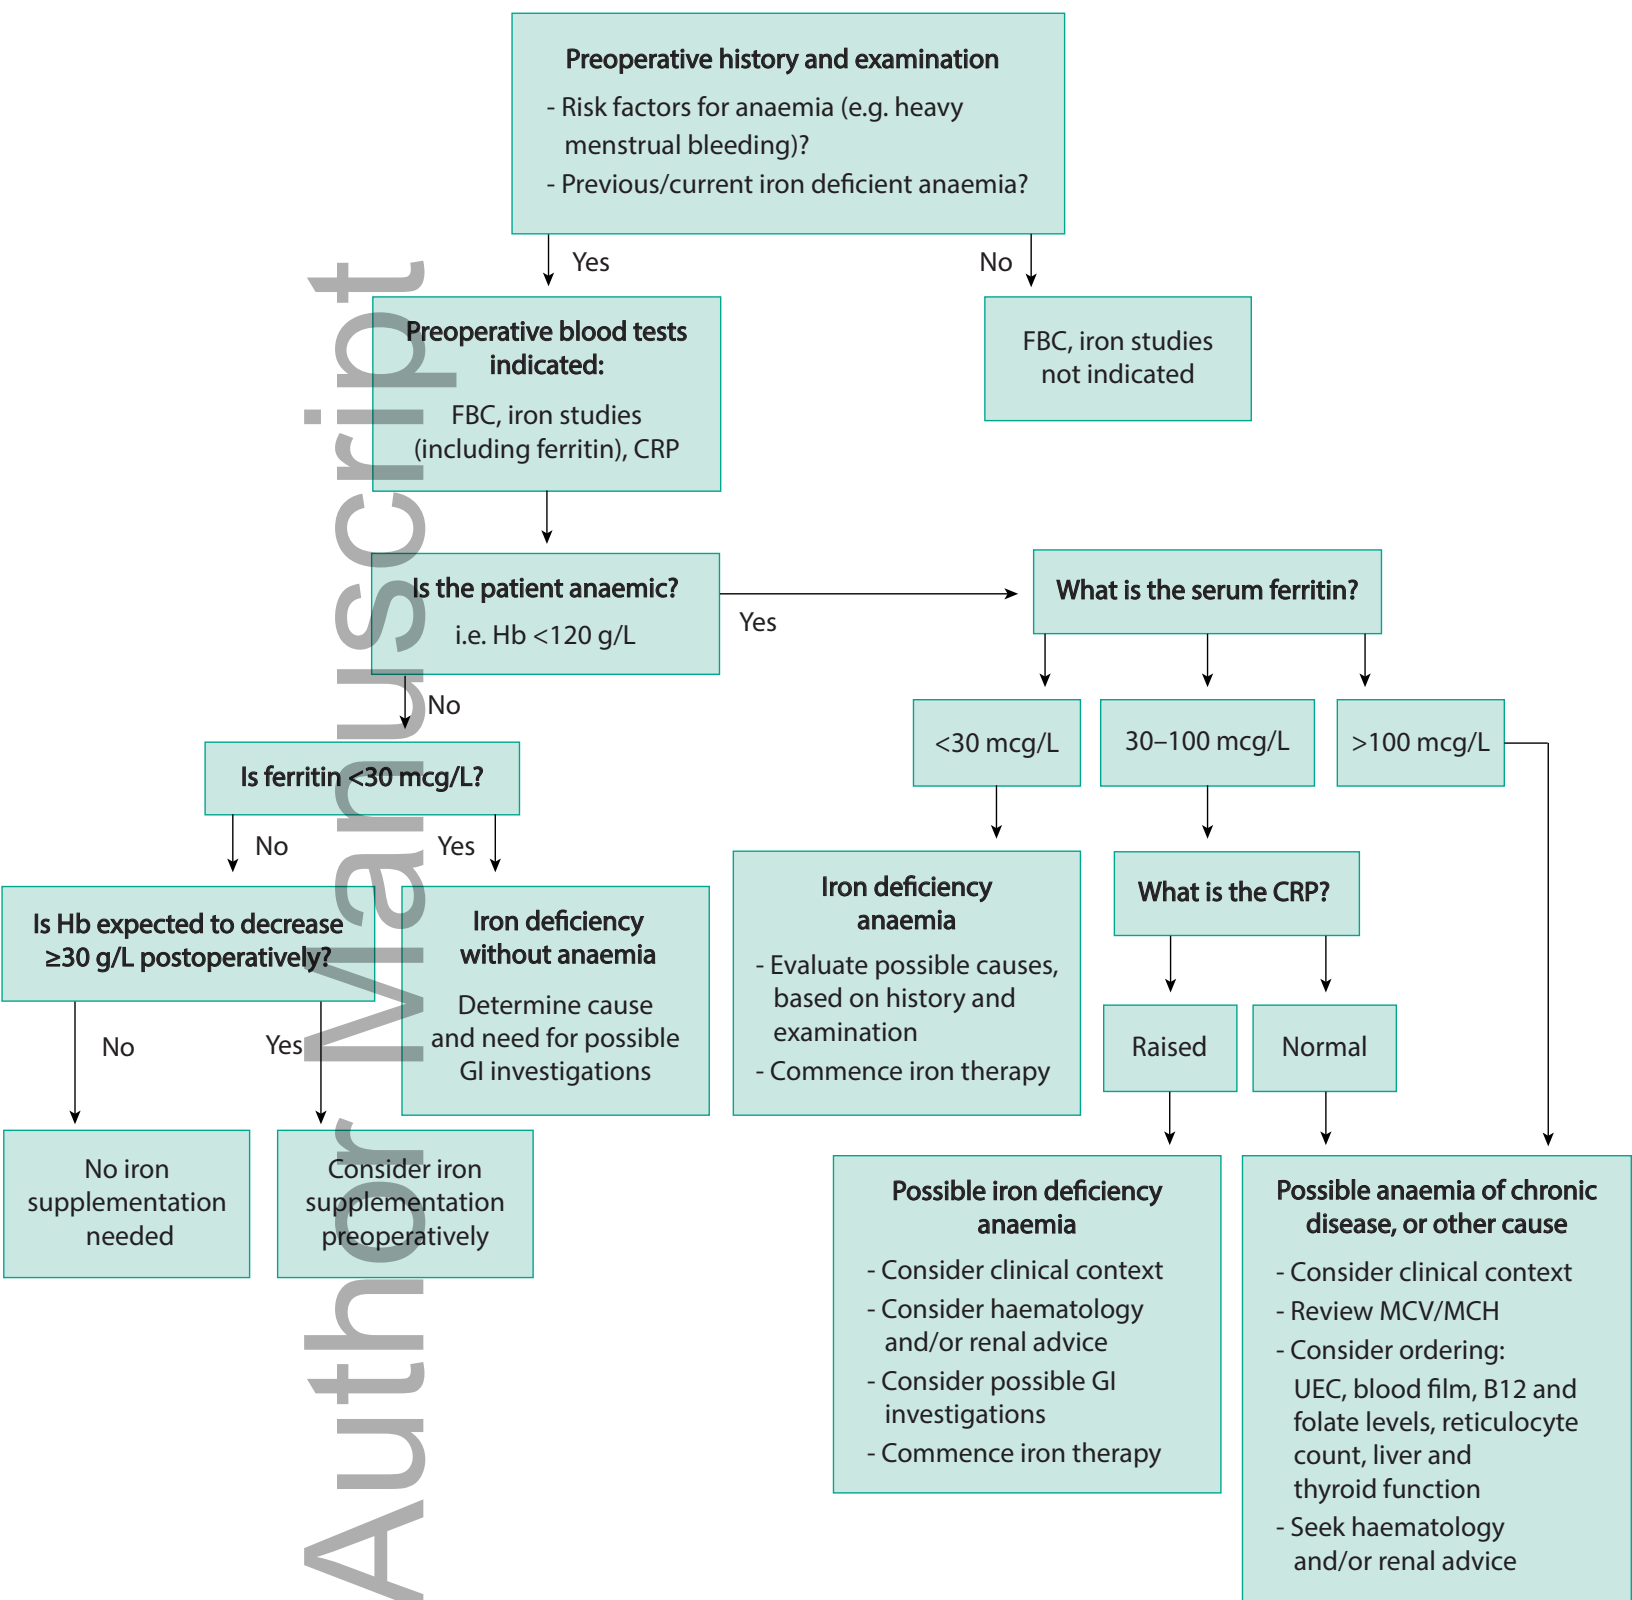 Preoperative history and examination
- Risk factors for anaemia (e.g. heavy
menstrual bleeding)?
- Previous/current iron deficient anaemia?
Yes
No
Preoperative blood tests
indicated:
FBC, iron studies
(including ferritin), CRP
FBC, iron studies
not indicated
Is the patient anaemic?
i.e. Hb <120 g/L
Yes
No
What is the serum ferritin?
<30 mcg/L
30–100 mcg/L
>100 mcg/L
Is ferritin <30 mcg/L?
No
Yes
Is Hb expected to decrease
≥30 g/L postoperatively?
No
Yes
Iron deficiency
without anaemia
Determine cause
and need for possible
GI investigations
No iron
supplementation
needed
Consider iron
supplementation
preoperatively
Iron deficiency
anaemia
- Evaluate possible causes,
based on history and
examination
- Commence iron therapy
What is the CRP?
Raised
Normal
Possible iron deficiency
anaemia
- Consider clinical context
- Consider haematology
and/or renal advice
- Consider possible GI
investigations
- Commence iron therapy
Possible anaemia of chronic
disease, or other cause
- Consider clinical context
- Review MCV/MCH
- Consider ordering:
UEC, blood film, B12 and
folate levels, reticulocyte
count, liver and
thyroid function
- Seek haematology
and/or renal advice
Author Manuscript